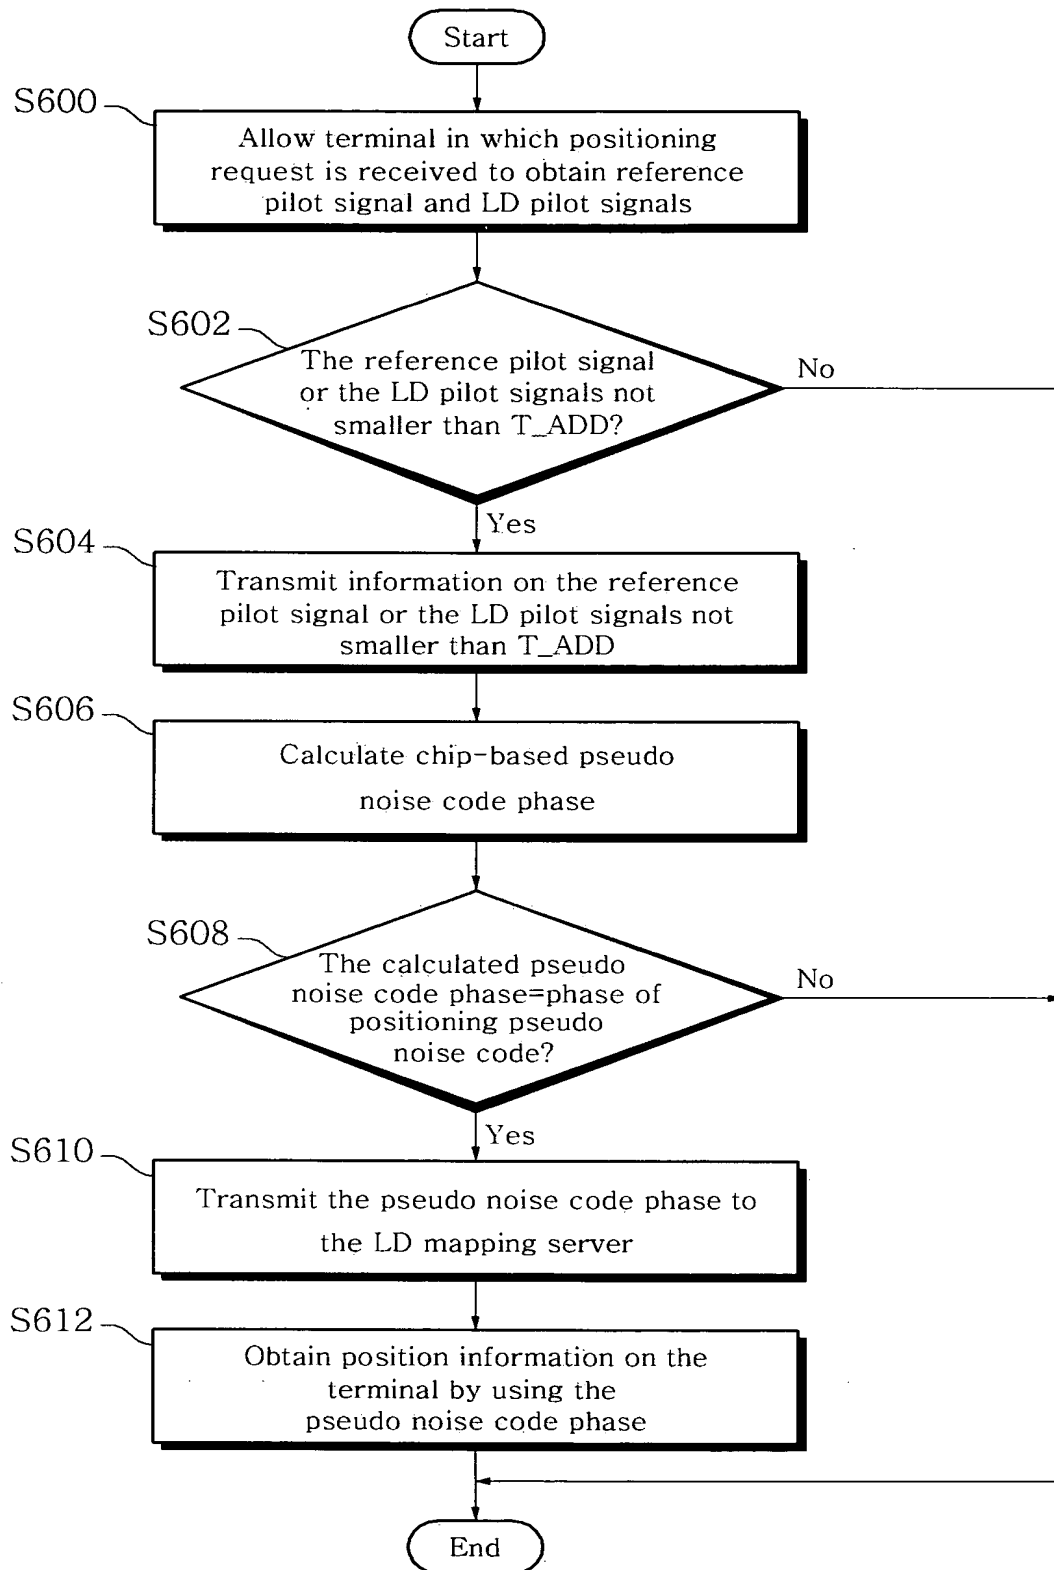 Start
S600
Allow terminal in which positioning
request is received to obtain reference
pilot signal and LD pilot signals
S602
The reference pilot signal
or the LD pilot signals not
smaller than T_ADD?
No
Yes
S604
Transmit information on the reference
pilot signal or the LD pilot signals not
smaller than T_ADD
S606
Calculate chip-based pseudo
noise code phase
S608
The calculated pseudo
noise code phase=phase of
positioning pseudo
noise code?
No
Yes
S610
Transmit the pseudo noise code phase to
the LD mapping server
S612
Obtain position information on the
terminal by using the
pseudo noise code phase
End